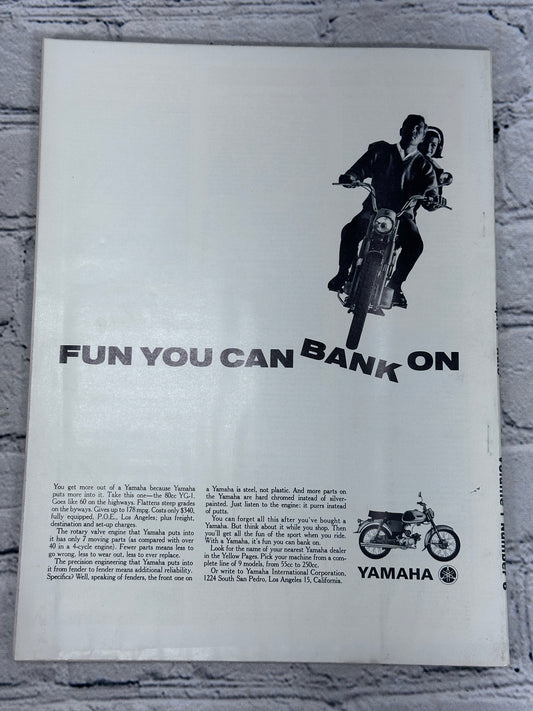 FUN YOU CAN BANK ON
You get more out of a Yamaha because Yamaha
puts more into it. Take this one—the 80cc YG-1.
Goes like 60 on the highways. Flattens steep grades
on the byways. Gives up to 178 mpg. Costs only $340,
fully equipped, P.O.E., Los Angeles; plus freight,
destination and set-up charges.
The rotary valve engine that Yamaha puts into
it has only 7 moving parts (as compared with over
40 in a 4-cycle engine). Fewer parts means less to
go wrong, less to wear out, less to ever replace.
The precision engineering that Yamaha puts into
it from fender to fender means additional reliability.
Specifics? Well, speaking of fenders, the front one on
a Yamaha is steel, not plastic. And more parts on
the Yamaha are hard chromed instead of silver-
painted. Just listen to the engine: it purrs instead
of putts.
You can forget all this after you've bought a
Yamaha. But think about it while you shop. Then
you'll get all the fun of the sport when you ride.
With a Yamaha, it's fun you can bank on.
Look for the name of your nearest Yamaha dealer
in the Yellow Pages. Pick your machine from a com-
plete line of 9 models, from 55cc to 250cc.
Or write to Yamaha International Corporation,
1224 South San Pedro, Los Angeles 15, California.
YAMAHA